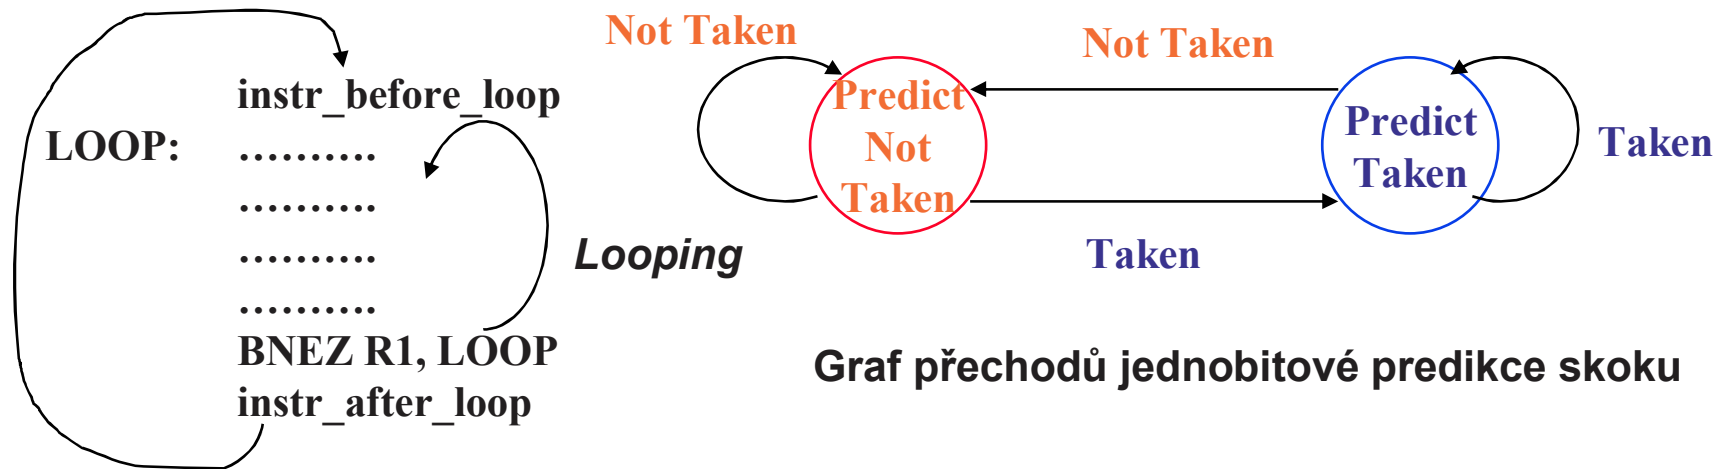 instr_before_loop
LOOP: ..........
..........
..........
..........
BNEZ R1, LOOP
instr_after_loop
Looping
Not Taken
Not Taken
Predict
Not
Taken
Predict
Taken
Taken
Taken
Graf přechodů jednobitové predikce skoku